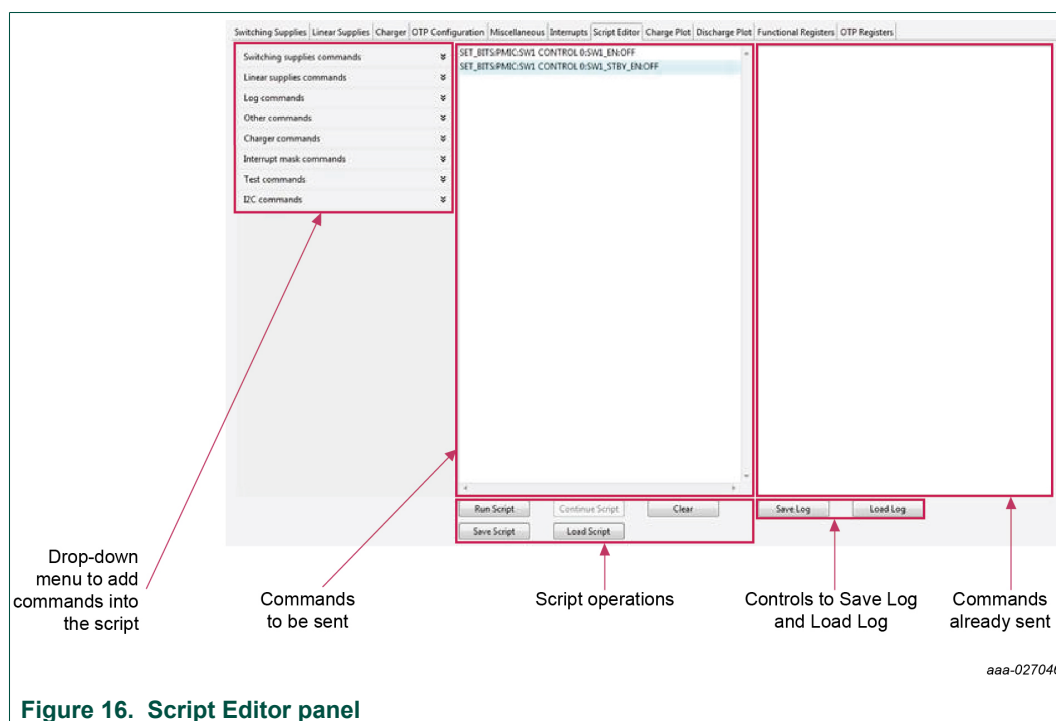 Switching Supplies Linear Supplies Charger OTP Configuration Miscellaneous Interrupts Script Editor Charge Plot Discharge Plot Functional Registers OTP Registers
Switching supplies commands
Linear supplies commands
Log commands
Other commands
Charger commands
Interrupt mask commands
Test commands
I2C commands
SET_BITS:PMIC:SW1 CONTROL 0:SW1_EN:OFF
SET_BITS:PMIC:SW1 CONTROL 0:SW1_STBY_EN:OFF
Run Script Continue Script Clear
Save Script Load Script
Save Log Load Log
Drop-down
menu to add
commands into
the script
Commands
to be sent
Script operations
Controls to Save Log
and Load Log
Commands
already sent
aaa-027046
Figure 16. Script Editor panel